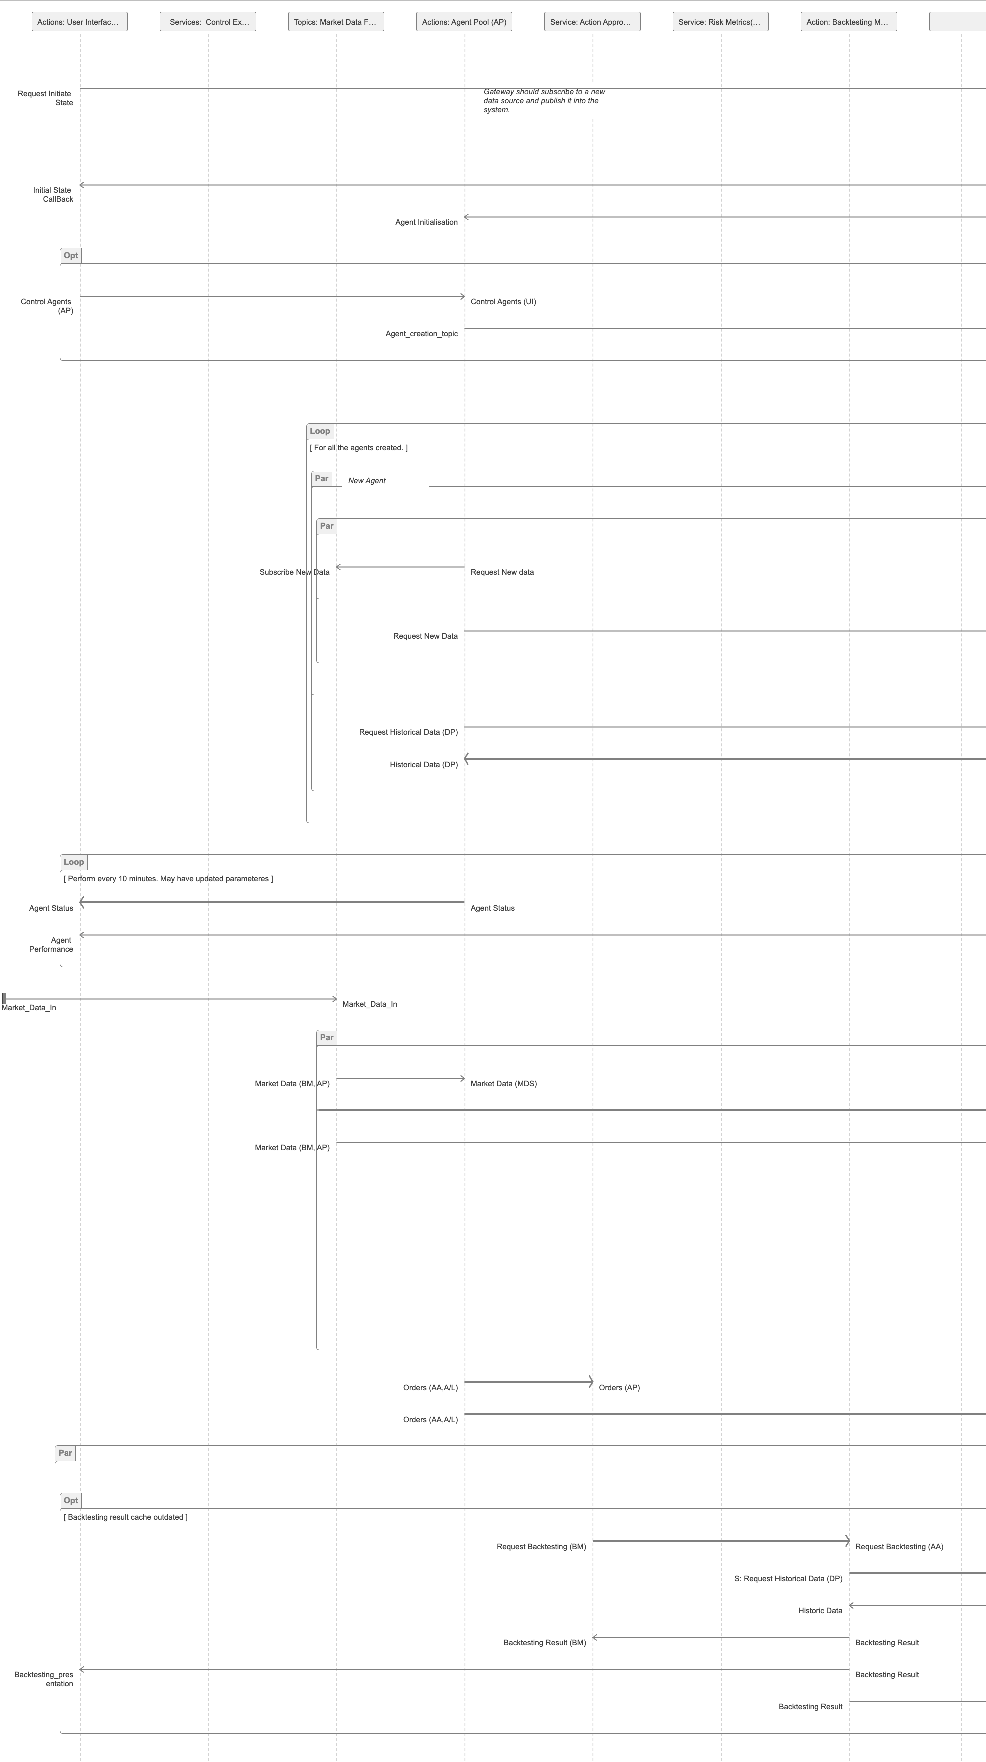 Actions: User Interfac...
Services: Control Ex...
Topics: Market Data F...
Actions: Agent Pool (AP)
Service: Action Appro...
Service: Risk Metrics(...
Action: Backtesting M...
Request Initiate
State
Gateway should subscribe to a new
data source and publish it into the
system.
Initial State
CallBack
Agent Initialisation
Opt
Control Agents
(AP)
Control Agents (UI)
Agent_creation_topic
Loop
[ For all the agents created. ]
Par
New Agent
Par
Subscribe New Data
Request New data
Request New Data
Request Historical Data (DP)
Historical Data (DP)
Loop
[ Perform every 10 minutes. May have updated parameteres ]
Agent Status
Agent Status
Agent
Performance
Market_Data_In
Market_Data_In
Par
Market Data (BM, AP)
Market Data (MDS)
Market Data (BM, AP)
Orders (AA,A/L)
Orders (AP)
Orders (AA,A/L)
Par
Opt
[ Backtesting result cache outdated ]
Request Backtesting (BM)
Request Backtesting (AA)
S: Request Historical Data (DP)
Historic Data
Backtesting Result (BM)
Backtesting Result
Backtesting_pres
entation
Backtesting Result
Backtesting Result